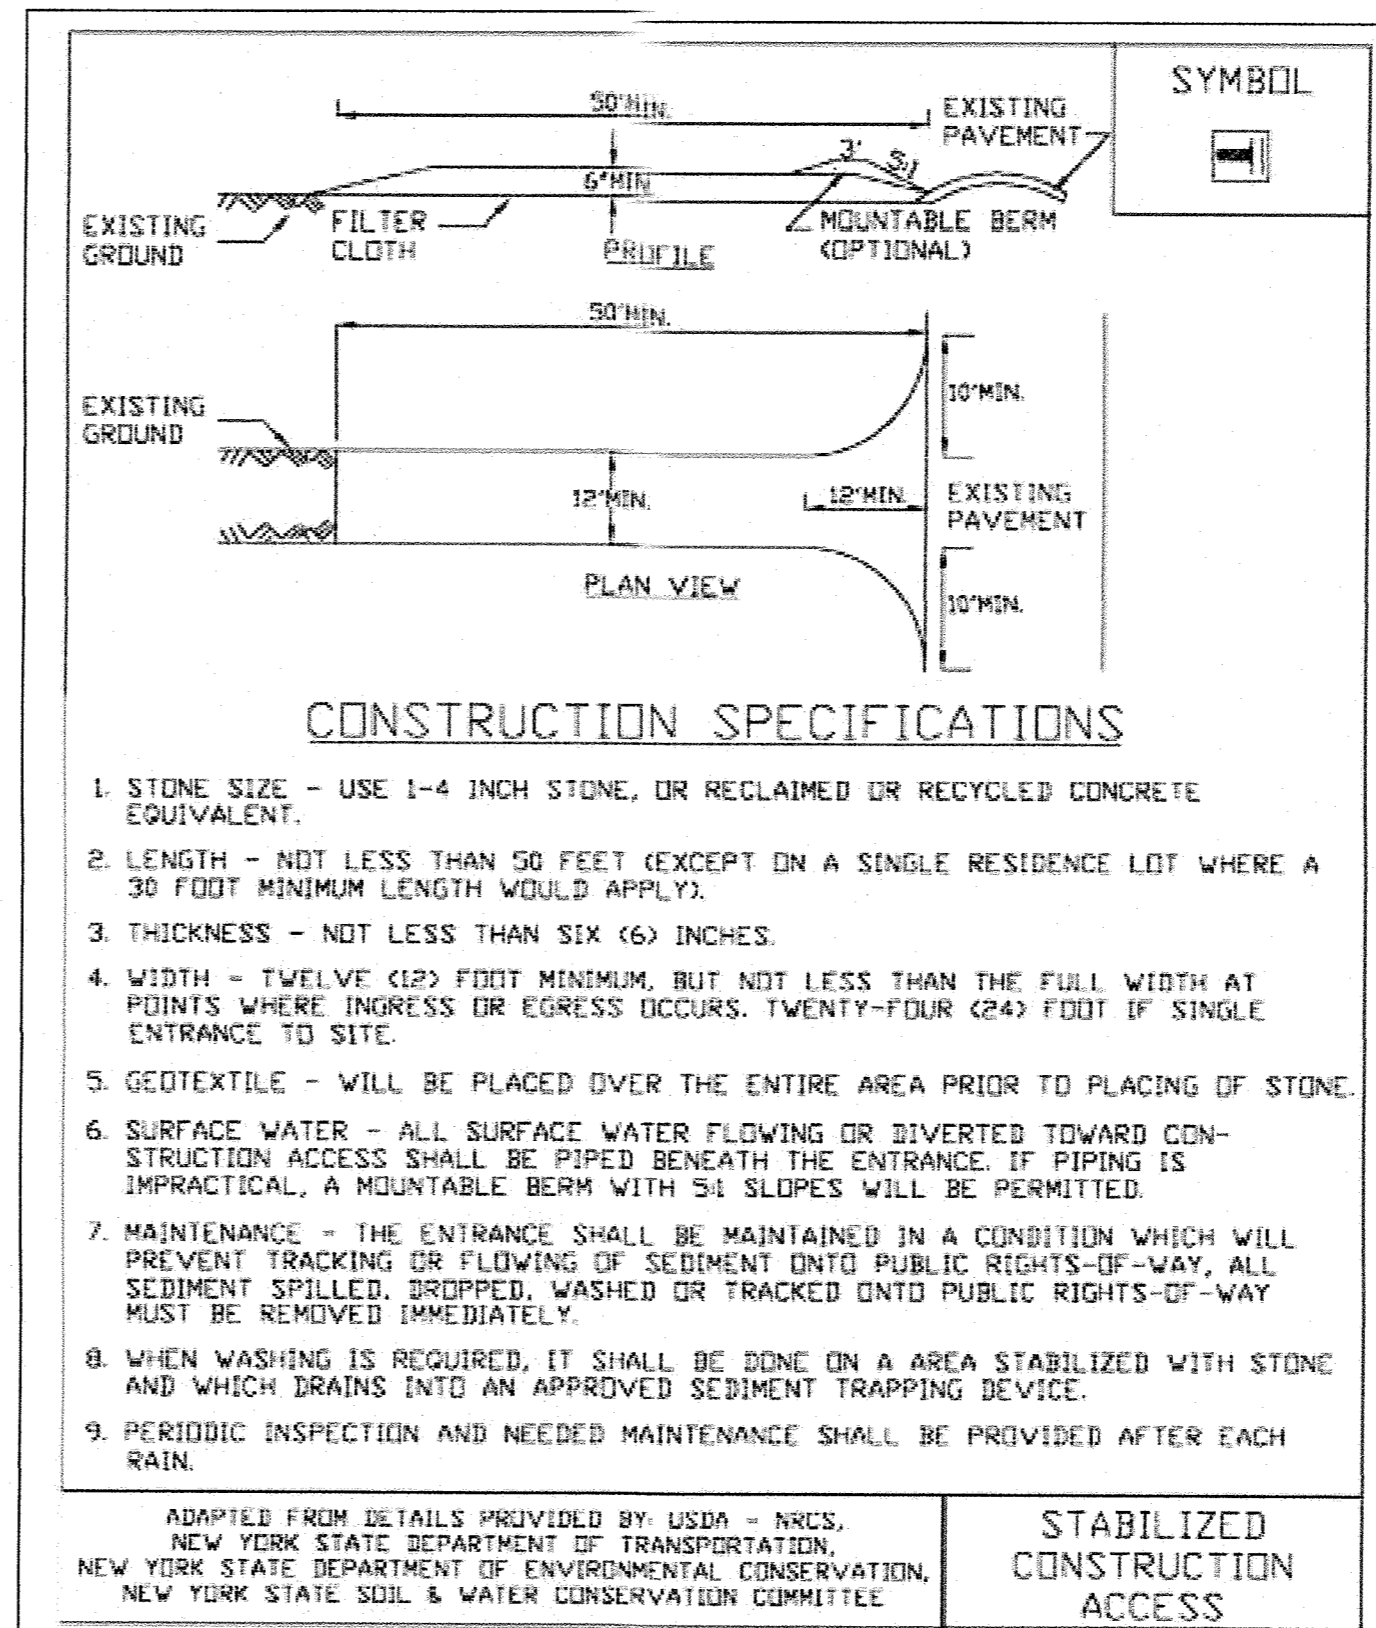 SYMBOL
50'MIN.
EXISTING
PAVEMENT
3'
5:1
6"MIN
EXISTING
GROUND
FILTER
CLOTH
PROFILE
MOUNTABLE BERM
(OPTIONAL)
50'MIN.
10'MIN.
EXISTING
GROUND
12'MIN.
12'MIN.
EXISTING
PAVEMENT
PLAN VIEW
10'MIN.
CONSTRUCTION SPECIFICATIONS
1. STONE SIZE - USE 1-4 INCH STONE, OR RECLAIMED OR RECYCLED CONCRETE
EQUIVALENT.
2. LENGTH - NOT LESS THAN 50 FEET (EXCEPT ON A SINGLE RESIDENCE LOT WHERE A
30 FOOT MINIMUM LENGTH WOULD APPLY).
3. THICKNESS - NOT LESS THAN SIX (6) INCHES.
4. WIDTH - TWELVE (12) FOOT MINIMUM, BUT NOT LESS THAN THE FULL WIDTH AT
POINTS WHERE INGRESS OR EGRESS OCCURS. TWENTY-FOUR (24) FOOT IF SINGLE
ENTRANCE TO SITE.
5. GEOTEXTILE - WILL BE PLACED OVER THE ENTIRE AREA PRIOR TO PLACING OF STONE.
6. SURFACE WATER - ALL SURFACE WATER FLOWING OR DIVERTED TOWARD CON-
STRUCTION ACCESS SHALL BE PIPED BENEATH THE ENTRANCE. IF PIPING IS
IMPRACTICAL, A MOUNTABLE BERM WITH 5:1 SLOPES WILL BE PERMITTED.
7. MAINTENANCE - THE ENTRANCE SHALL BE MAINTAINED IN A CONDITION WHICH WILL
PREVENT TRACKING OR FLOWING OF SEDIMENT ONTO PUBLIC RIGHTS-OF-WAY, ALL
SEDIMENT SPILLED, DROPPED, WASHED OR TRACKED ONTO PUBLIC RIGHTS-OF-WAY
MUST BE REMOVED IMMEDIATELY.
8. WHEN WASHING IS REQUIRED, IT SHALL BE DONE ON A AREA STABILIZED WITH STONE
AND WHICH DRAINS INTO AN APPROVED SEDIMENT TRAPPING DEVICE.
9. PERIODIC INSPECTION AND NEEDED MAINTENANCE SHALL BE PROVIDED AFTER EACH
RAIN.
ADAPTED FROM DETAILS PROVIDED BY: USDA - NRCS,
NEW YORK STATE DEPARTMENT OF TRANSPORTATION,
NEW YORK STATE DEPARTMENT OF ENVIRONMENTAL CONSERVATION,
NEW YORK STATE SOIL & WATER CONSERVATION COMMITTEE
STABILIZED
CONSTRUCTION
ACCESS